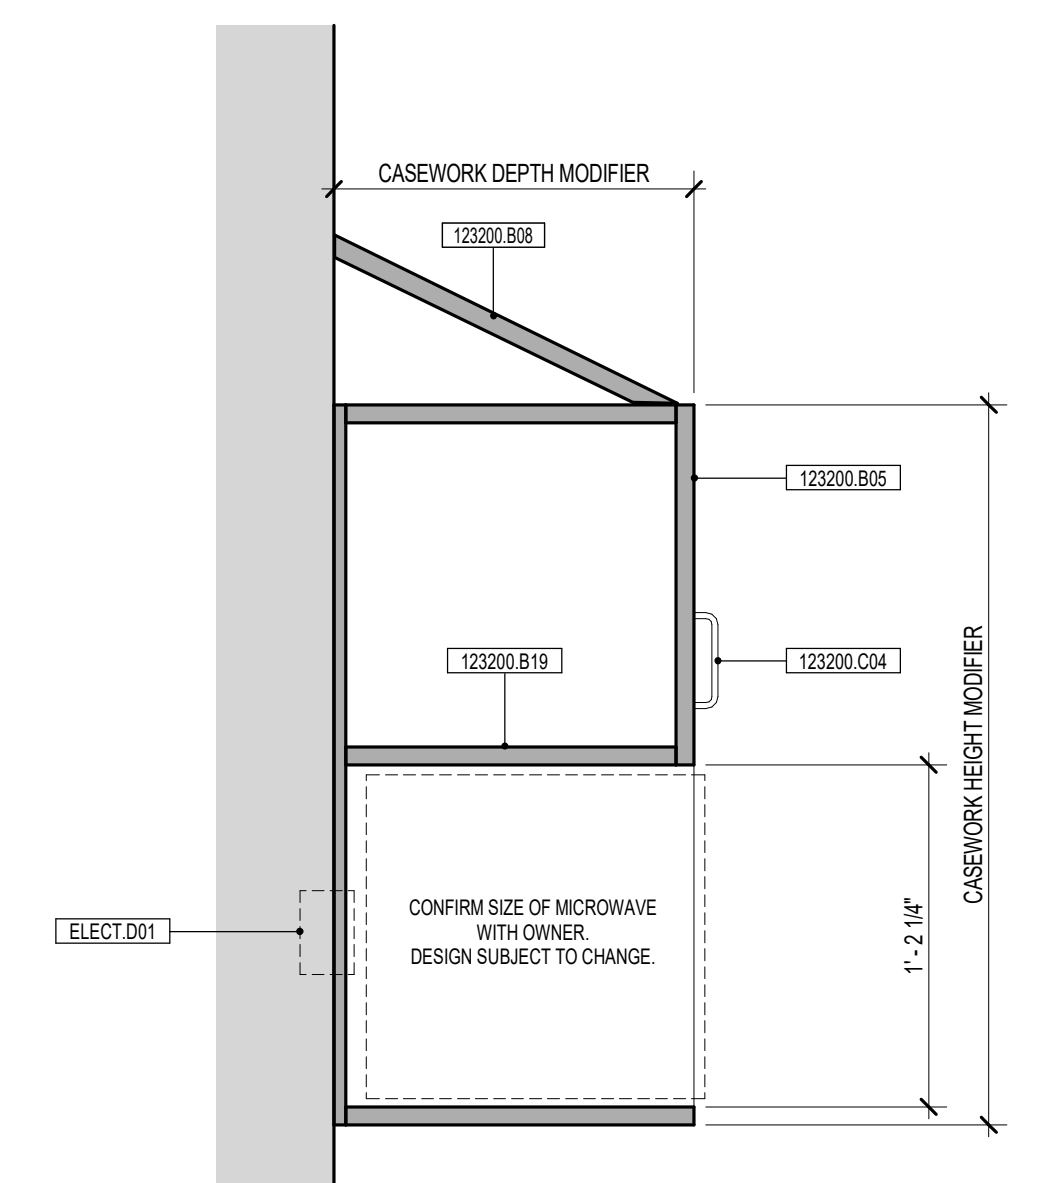 CASEWORK DEPTH MODIFIER
123200.B08
123200.B05
123200.B19
123200.C04
CASEWORK HEIGHT MODIFIER
CONFIRM SIZE OF MICROWAVE
WITH OWNER.
DESIGN SUBJECT TO CHANGE.
ELECT.D01
1' - 2 1/4"